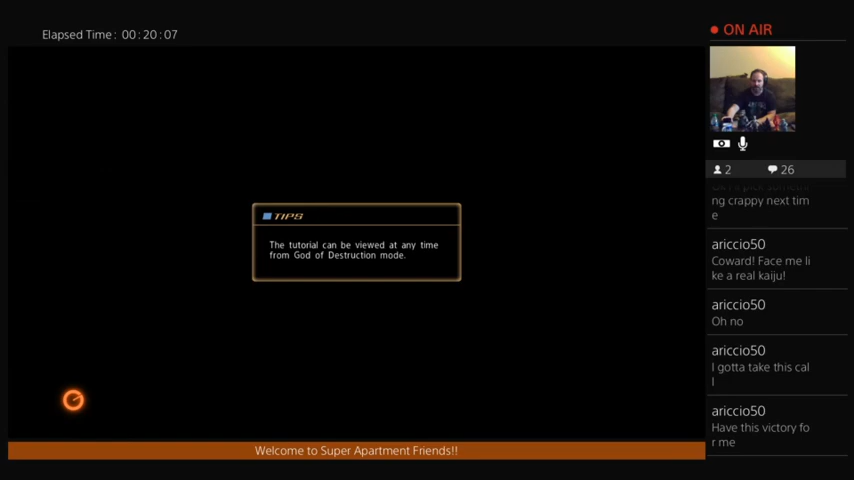 Elapsed Time: 00:20:07
ON AIR
2
26
TIPS
The tutorial can be viewed at any time
from God of Destruction mode.
ng crappy next tim
e
ariccio50
Coward! Face me li
ke a real kaiju!
ariccio50
Oh no
ariccio50
I gotta take this cal
l
ariccio50
Have this victory fo
r me
Welcome to Super Apartment Friends!!